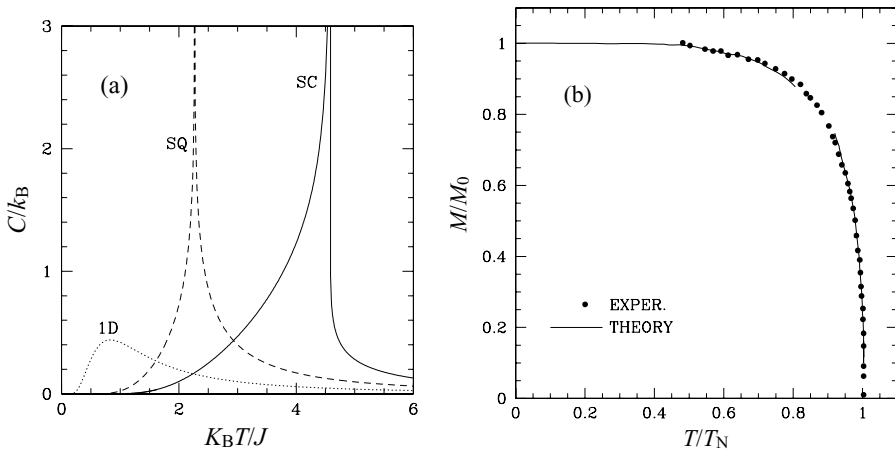 3
2
1
0
C/kB
(a)
SC
SQ
1D
0
2
4
6
KBT/J
1
0.8
0.6
0.4
0.2
0
M/M0
(b)
EXPER.
THEORY
0
0.2
0.4
0.6
0.8
1
T/TN